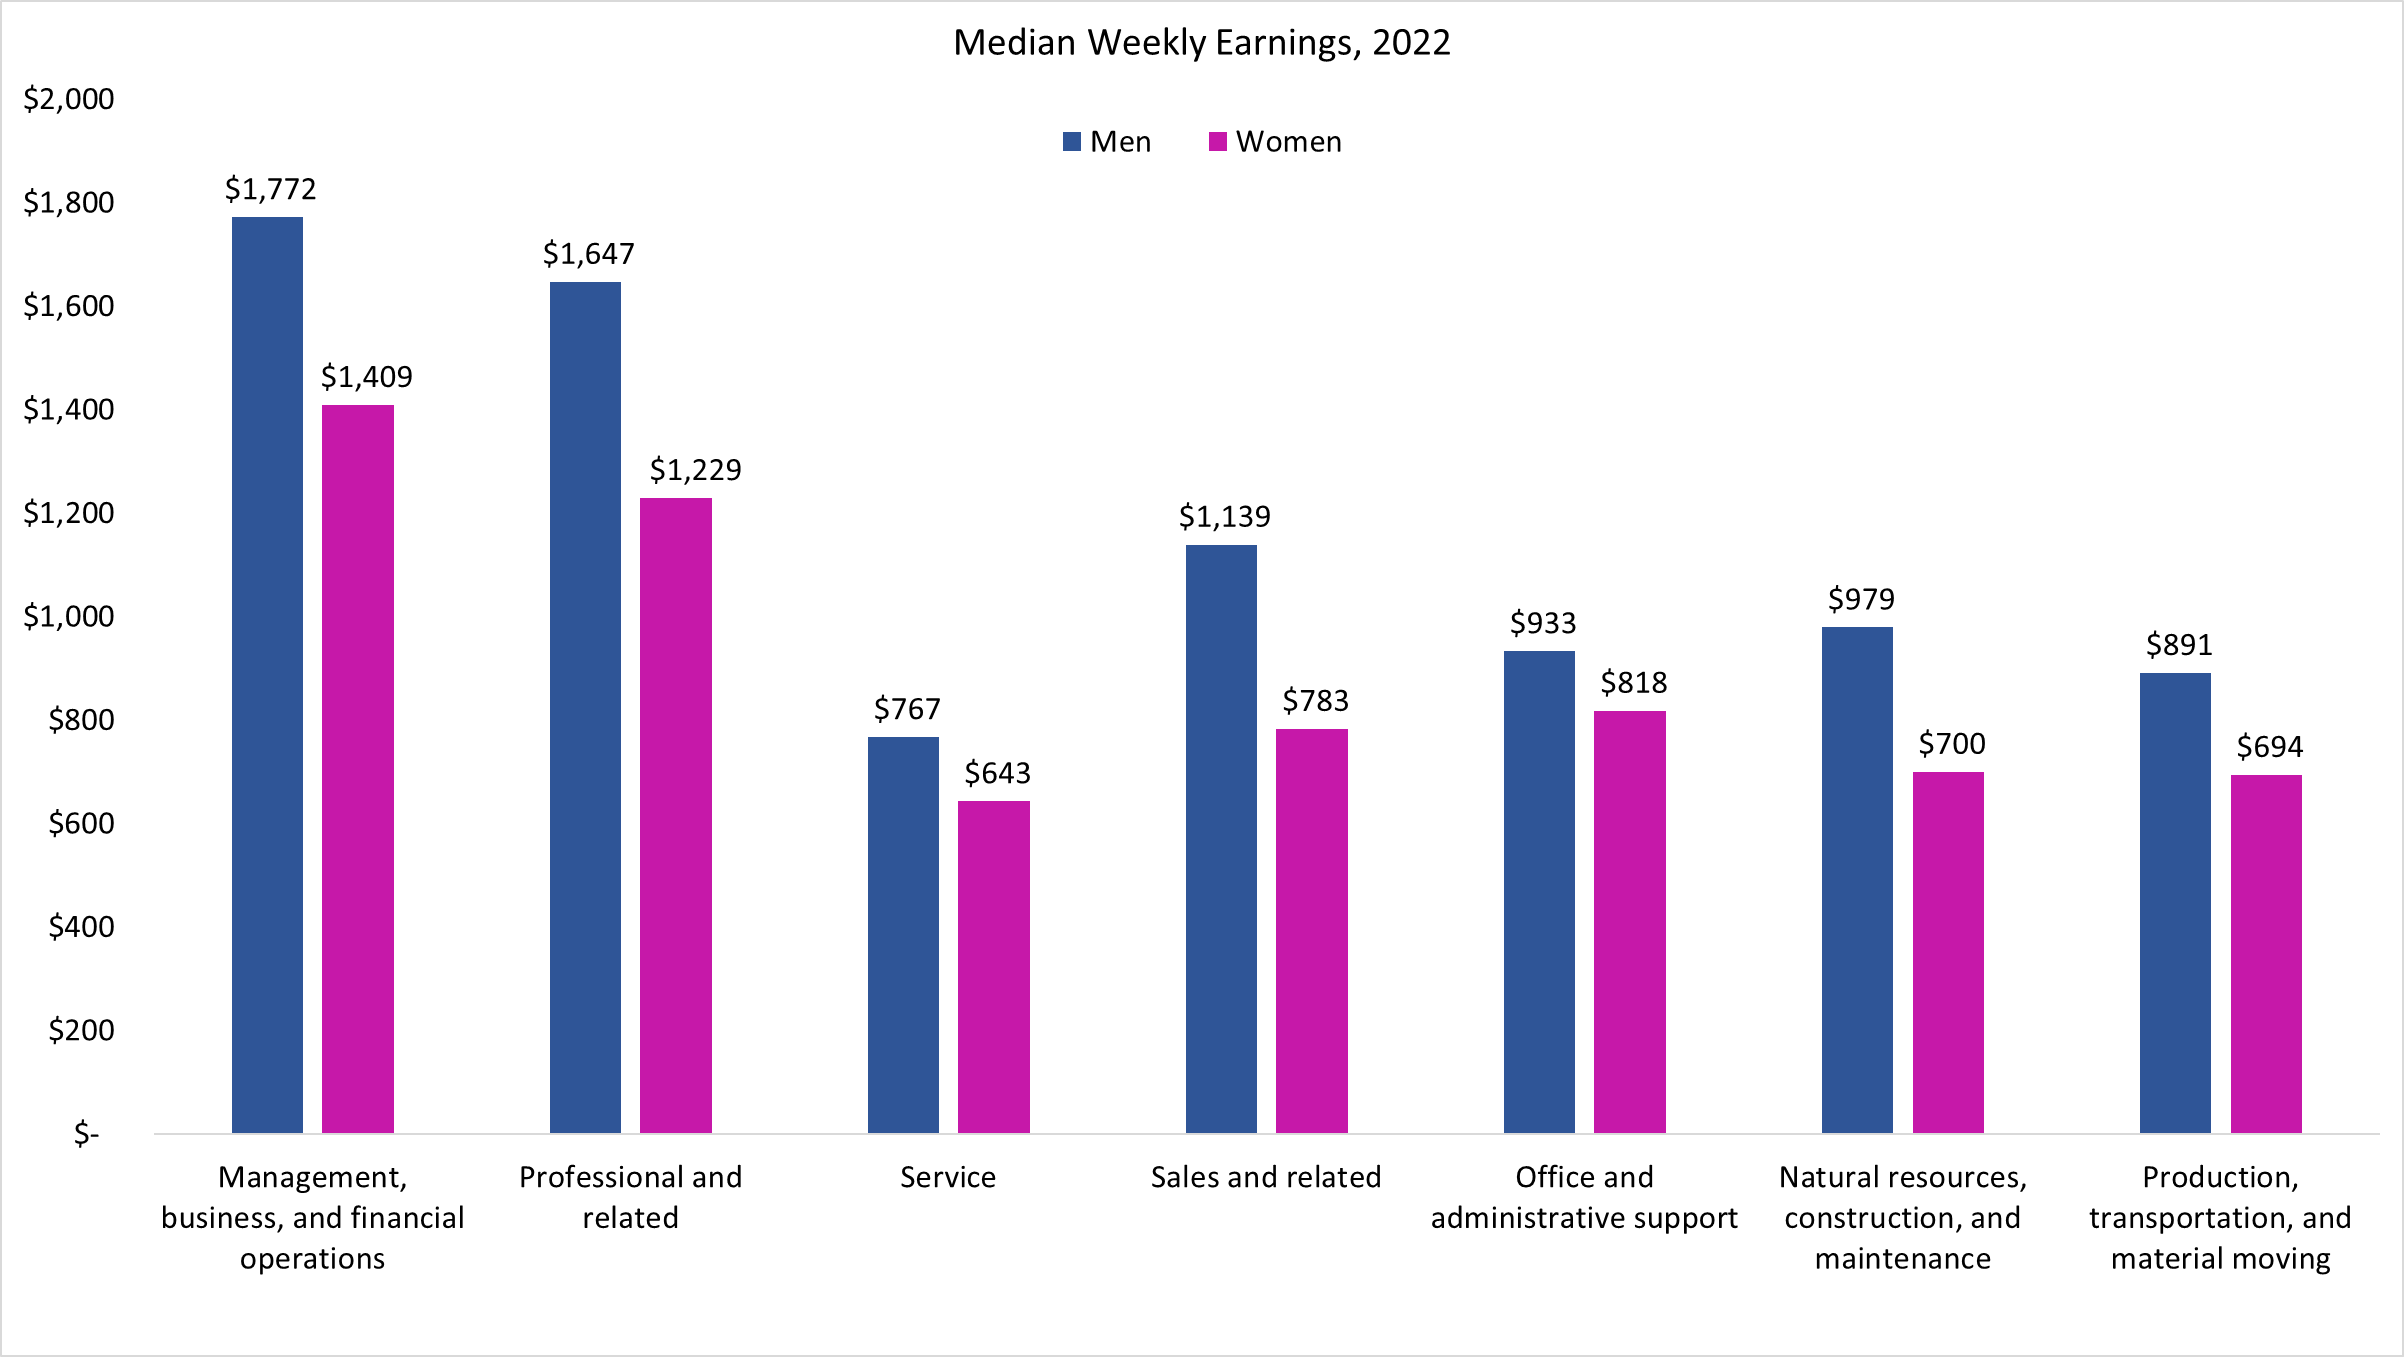 Median Weekly Earnings, 2022
Men Women
$2,000
$1,800
$1,600
$1,400
$1,200
$1,000
$800
$600
$400
$200
$-
$1,772
$1,409
$1,647
$1,229
$767
$643
$1,139
$783
$933
$818
$979
$700
$891
$694
Management,
business, and financial
operations
Professional and
related
Service
Sales and related
Office and
administrative support
Natural resources,
construction, and
maintenance
Production,
transportation, and
material moving